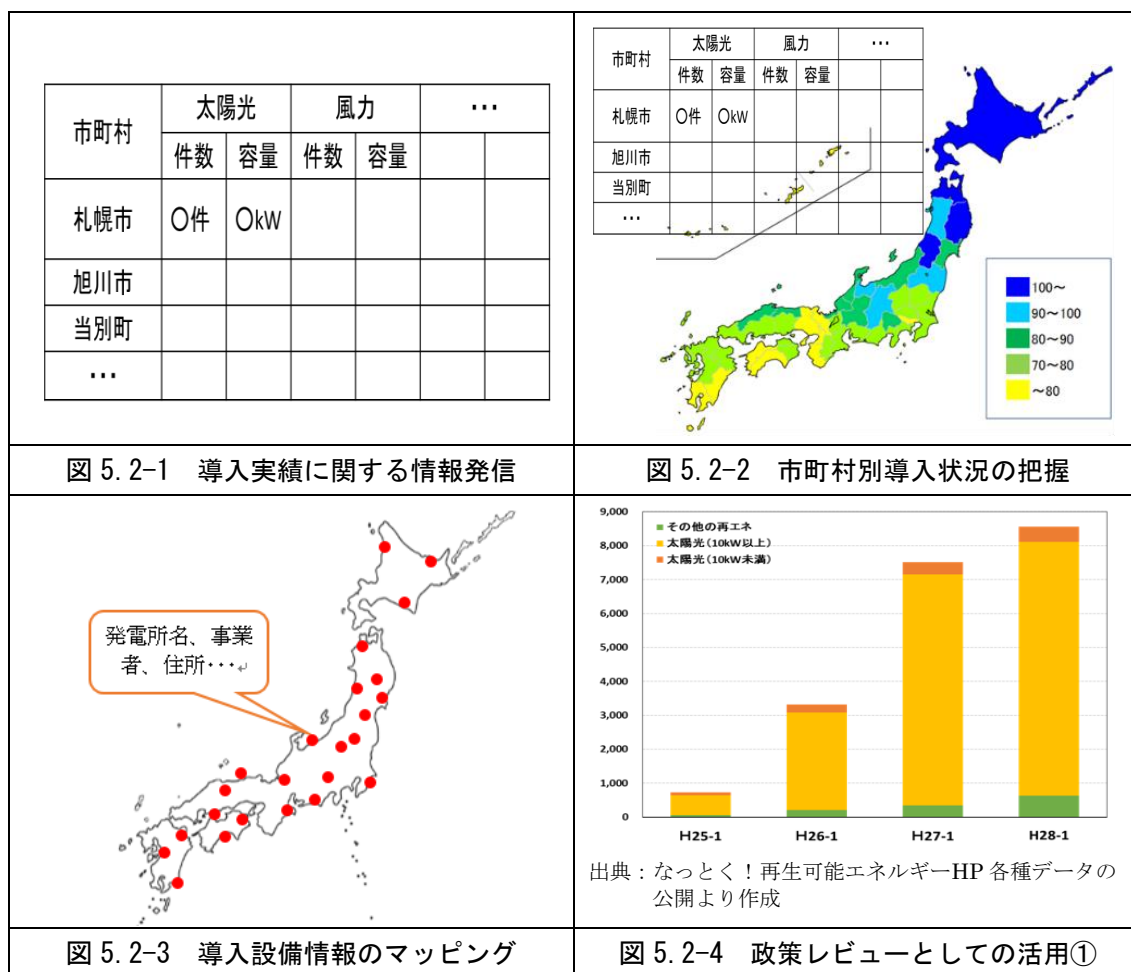 市町村 太陽光 風力 …
件数 容量 件数 容量
札幌市 〇件 〇kW
旭川市
当別町
…
図 5.2-1 導入実績に関する情報発信
市町村 太陽光 風力 …
件数 容量 件数 容量
札幌市 〇件 〇kW
旭川市
当別町
…
100～
90～100
80～90
70～80
～80
図 5.2-2 市町村別導入状況の把握
発電所名、事業
者、住所・・・↵
図 5.2-3 導入設備情報のマッピング
9,000
8,000
7,000
6,000
5,000
4,000
3,000
2,000
1,000
0
その他の再エネ
太陽光（10kW以上）
太陽光（10kW未満）
H25-1 H26-1 H27-1 H28-1
出典：なっとく！再生可能エネルギーHP 各種データの
公開より作成
図 5.2-4 政策レビューとしての活用①